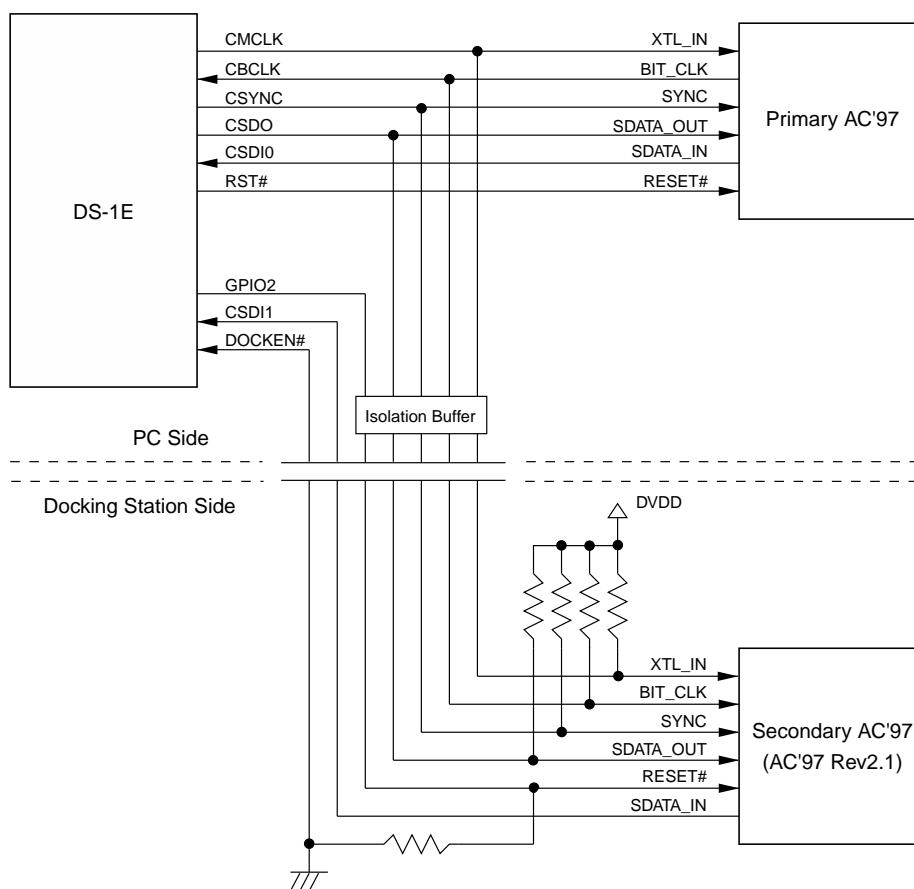 CMCLK
XTL_IN
CBCLK
BIT_CLK
CSYNC
SYNC
CSDO
SDATA_OUT
CSDI0
SDATA_IN
RST#
RESET#
Primary AC'97
DS-1E
GPIO2
CSDI1
DOCKEN#
Isolation Buffer
PC Side
Docking Station Side
DVDD
XTL_IN
BIT_CLK
SYNC
SDATA_OUT
RESET#
SDATA_IN
Secondary AC'97
(AC'97 Rev2.1)